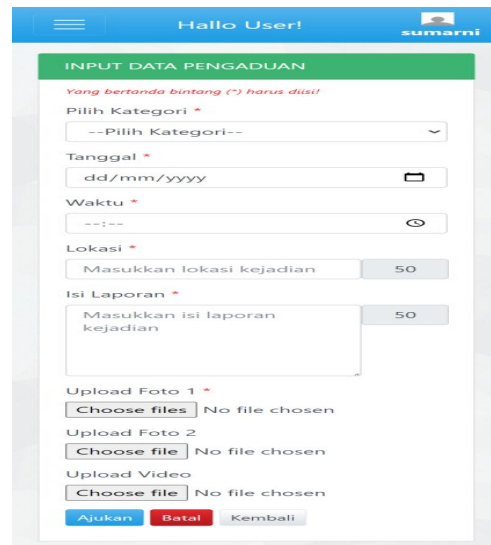 Hallo User!
sumarni
INPUT DATA PENGADUAN
Yang bertanda bintang (*) harus diisi!
Pilih Kategori *
--Pilih Kategori--
Tanggal *
dd/mm/yyyy
Waktu *
--:--
Lokasi *
Masukkan lokasi kejadian 50
Isi Laporan *
Masukkan isi laporan 50
kejadian
Upload Foto 1 *
Choose files No file chosen
Upload Foto 2
Choose file No file chosen
Upload Video
Choose file No file chosen
Ajukan Batal Kembali